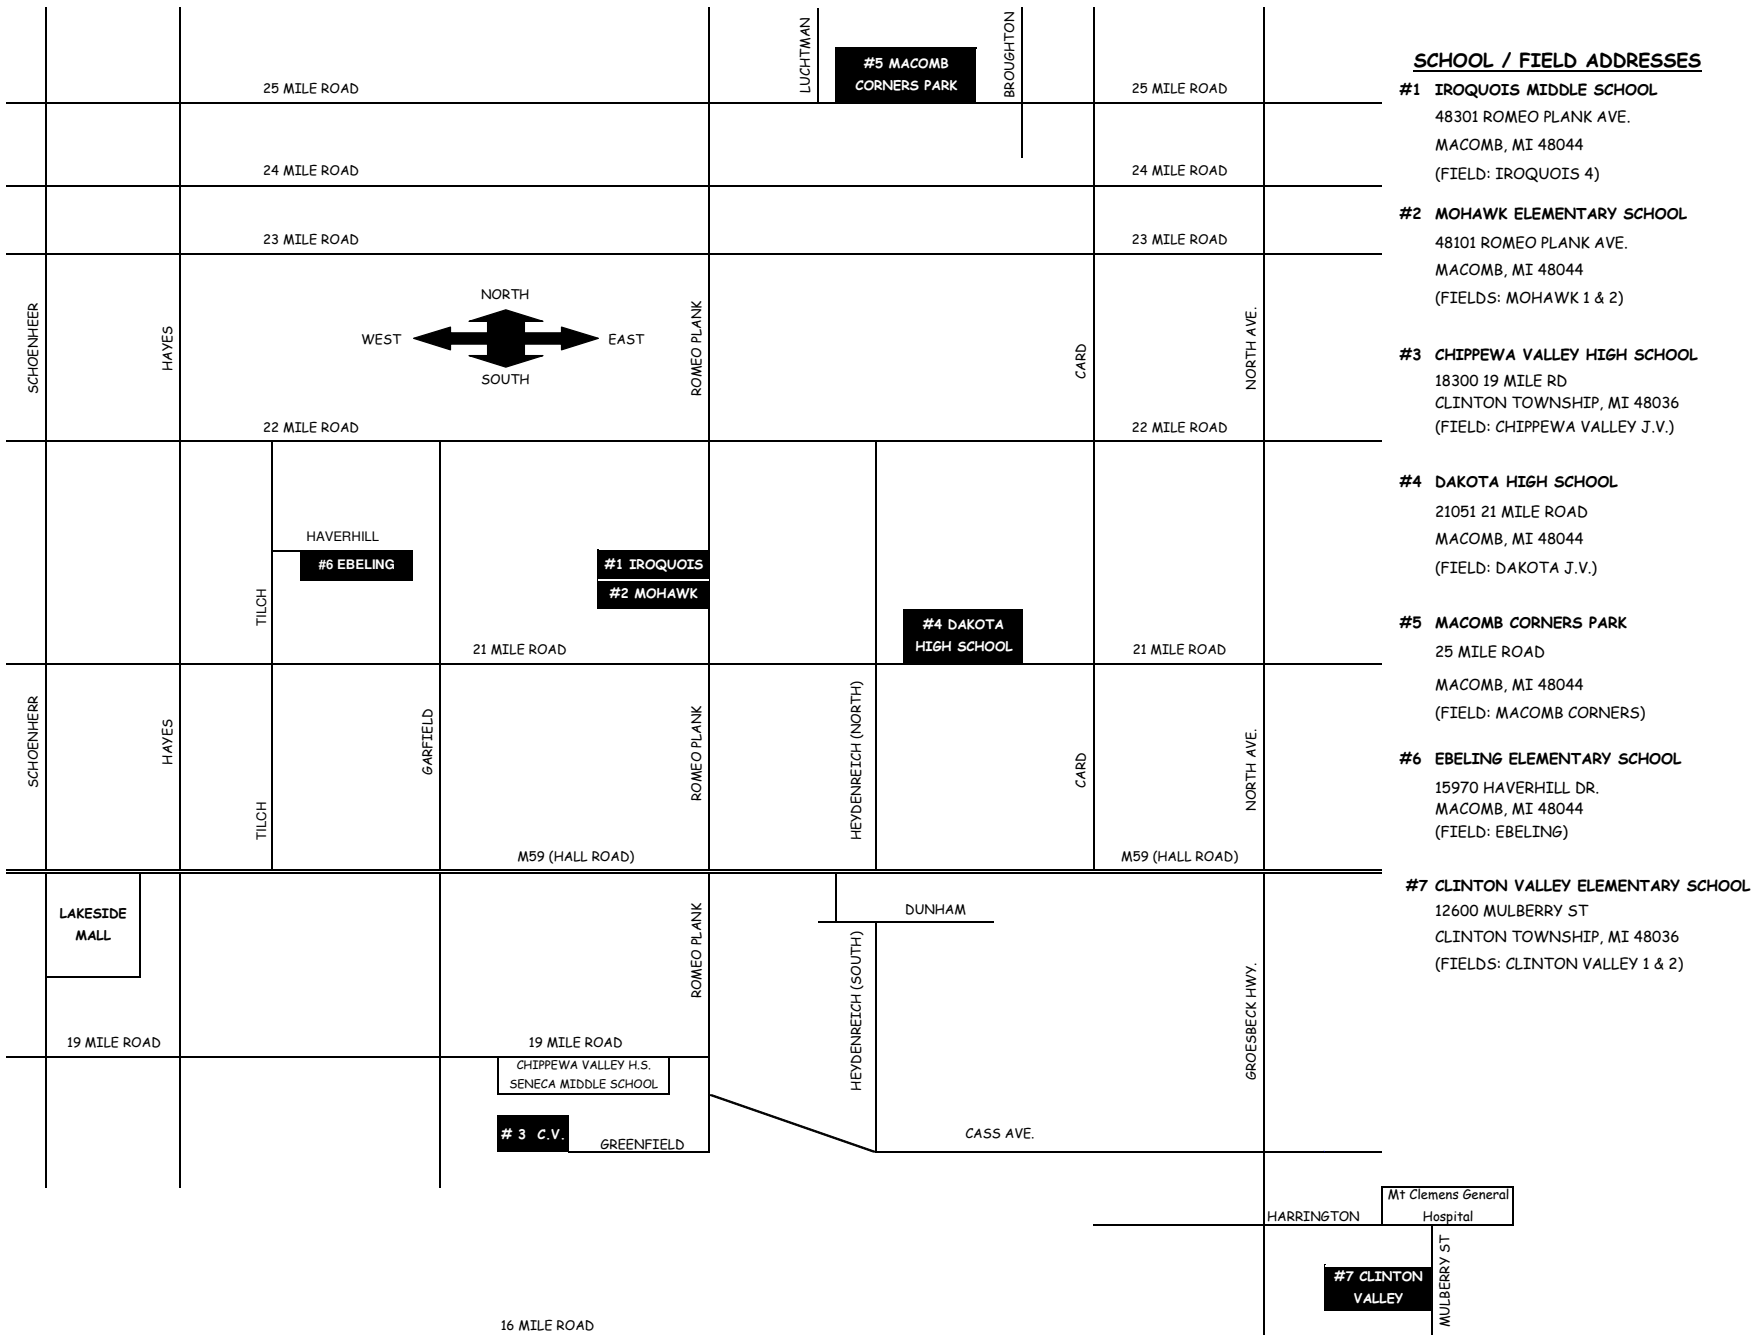 LUCHTMAN
BROUGHTON
#5 MACOMB
CORNERS PARK
25 MILE ROAD
25 MILE ROAD
24 MILE ROAD
24 MILE ROAD
23 MILE ROAD
23 MILE ROAD
SCHOENHEER
HAYES
NORTH
WEST
EAST
SOUTH
ROMEO PLANK
CARD
NORTH AVE.
22 MILE ROAD
22 MILE ROAD
HAVERHILL
#6 EBELING
#1 IROQUOIS
#2 MOHAWK
TILCH
#4 DAKOTA
HIGH SCHOOL
21 MILE ROAD
21 MILE ROAD
SCHOENHERR
HAYES
TILCH
GARFIELD
ROMEO PLANK
HEYDENREICH (NORTH)
CARD
NORTH AVE.
M59 (HALL ROAD)
M59 (HALL ROAD)
LAKESIDE
MALL
ROMEO PLANK
DUNHAM
HEYDENREICH (SOUTH)
GROESBECK HWY.
19 MILE ROAD
19 MILE ROAD
CHIPPEWA VALLEY H.S.
SENECA MIDDLE SCHOOL
# 3 C.V.
GREENFIELD
CASS AVE.
HARRINGTON
Mt Clemens General
Hospital
#7 CLINTON
VALLEY
MULBERRY ST
16 MILE ROAD
SCHOOL / FIELD ADDRESSES
#1 IROQUOIS MIDDLE SCHOOL
48301 ROMEO PLANK AVE.
MACOMB, MI 48044
(FIELD: IROQUOIS 4)
#2 MOHAWK ELEMENTARY SCHOOL
48101 ROMEO PLANK AVE.
MACOMB, MI 48044
(FIELDS: MOHAWK 1 & 2)
#3 CHIPPEWA VALLEY HIGH SCHOOL
18300 19 MILE RD
CLINTON TOWNSHIP, MI 48036
(FIELD: CHIPPEWA VALLEY J.V.)
#4 DAKOTA HIGH SCHOOL
21051 21 MILE ROAD
MACOMB, MI 48044
(FIELD: DAKOTA J.V.)
#5 MACOMB CORNERS PARK
25 MILE ROAD
MACOMB, MI 48044
(FIELD: MACOMB CORNERS)
#6 EBELING ELEMENTARY SCHOOL
15970 HAVERHILL DR.
MACOMB, MI 48044
(FIELD: EBELING)
#7 CLINTON VALLEY ELEMENTARY SCHOOL
12600 MULBERRY ST
CLINTON TOWNSHIP, MI 48036
(FIELDS: CLINTON VALLEY 1 & 2)